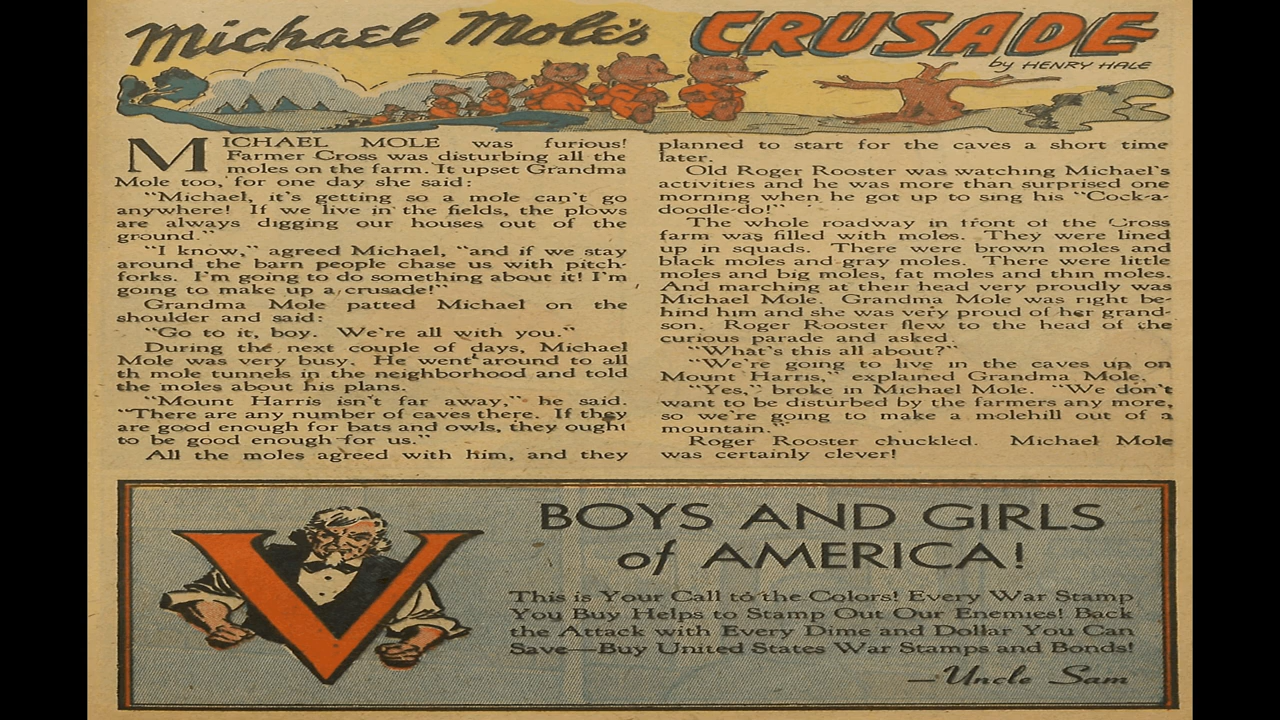 Michael Mole's CRUSADE
by HENRY HALE
MICHAEL MOLE was furious!
Farmer Cross was disturbing all the
moles on the farm. It upset Grandma
Mole too, for one day she said:
"Michael, it's getting so a mole can't go
anywhere! If we live in the fields, the plows
are always digging our houses out of the
ground."
"I know," agreed Michael, "and if we stay
around the barn people chase us with pitch-
forks. I'm going to do something about it! I'm
going to make up a crusade!"
Grandma Mole patted Michael on the
shoulder and said:
"Go to it, boy. We're all with you."
During the next couple of days, Michael
Mole was very busy. He went around to all
th mole tunnels in the neighborhood and told
the moles about his plans.
"Mount Harris isn't far away," he said.
"There are any number of caves there. If they
are good enough for bats and owls, they ought
to be good enough for us."
All the moles agreed with him, and they
planned to start for the caves a short time
later.
Old Roger Rooster was watching Michael's
activities and he was more than surprised one
morning when he got up to sing his "Cock-a-
doodle-do!"
The whole roadway in front of the Cross
farm was filled with moles. They were lined
up in squads. There were brown moles and
black moles and gray moles. There were little
moles and big moles, fat moles and thin moles.
And marching at their head very proudly was
Michael Mole. Grandma Mole was right be-
hind him and she was very proud of her grand-
son. Roger Rooster flew to the head of the
curious parade and asked.
"What's this all about?"
"We're going to live in the caves up on
Mount Harris," explained Grandma Mole.
"Yes," broke in Michael Mole. "We don't
want to be disturbed by the farmers any more,
so we're going to make a molehill out of a
mountain."
Roger Rooster chuckled. Michael Mole
was certainly clever!
V
BOYS AND GIRLS
of AMERICA!
This is Your Call to the Colors! Every War Stamp
You Buy Helps to Stamp Out Our Enemies! Back
the Attack with Every Dime and Dollar You Can
Save—Buy United States War Stamps and Bonds!
—Uncle Sam